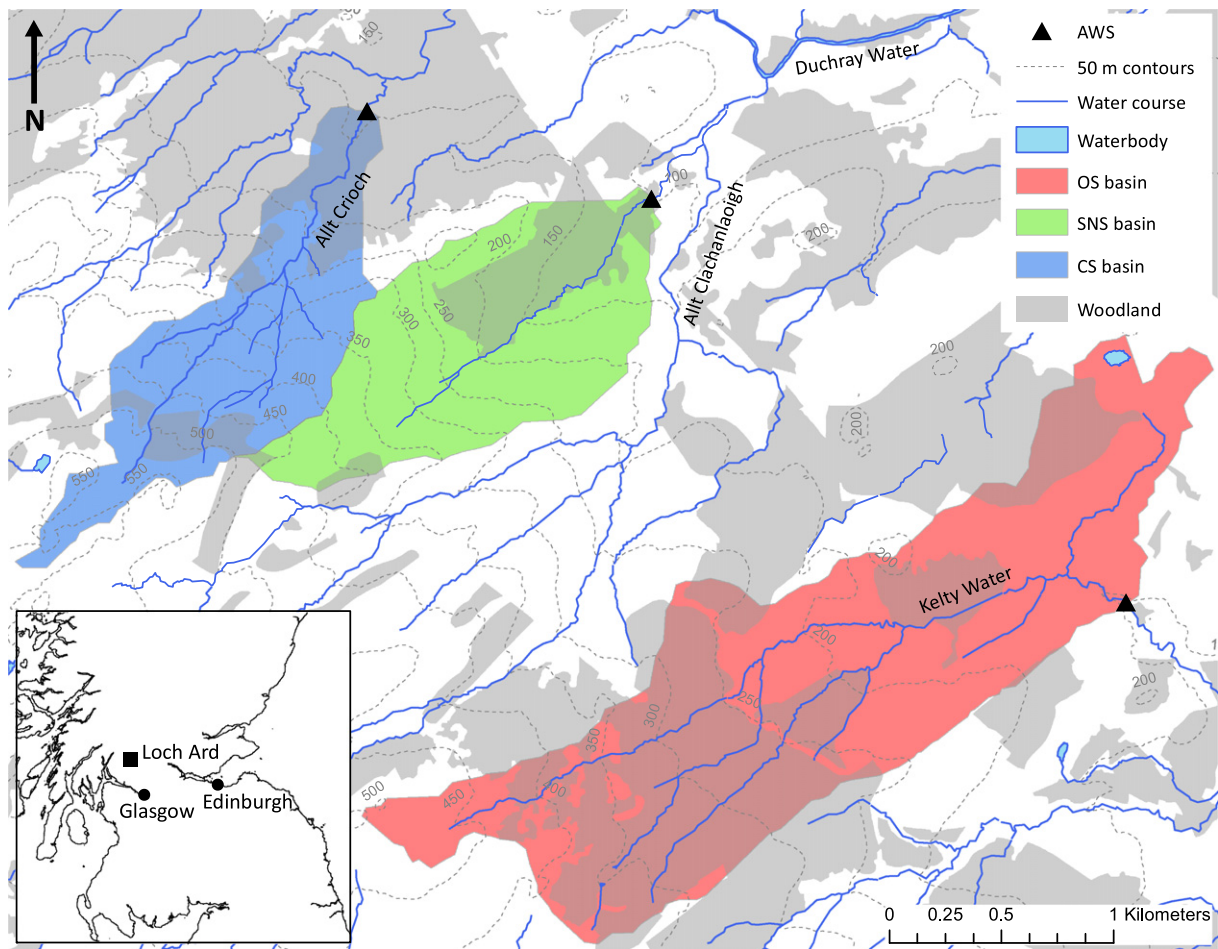 150
Duchray Water
AWS
50 m contours
Water course
Waterbody
OS basin
SNS basin
CS basin
Woodland
N
Allt Crioch
100
Allt Clachanlaoigh
200
150
200
250
300
350
400
450
500
550
550
200
200
200
Kelty Water
200
250
300
350
400
450
500
200
1
Loch Ard
Glasgow
Edinburgh
0 0.25 0.5 1 Kilometers